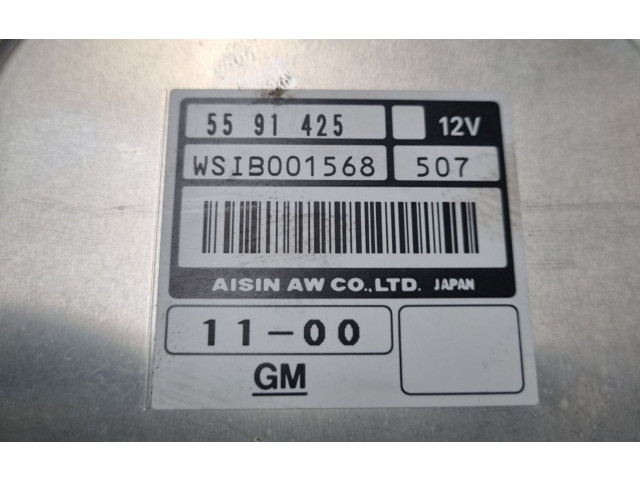 55 91 425 12V
WSIB001568 507
AISIN AW CO.,LTD. JAPAN
11-00
GM